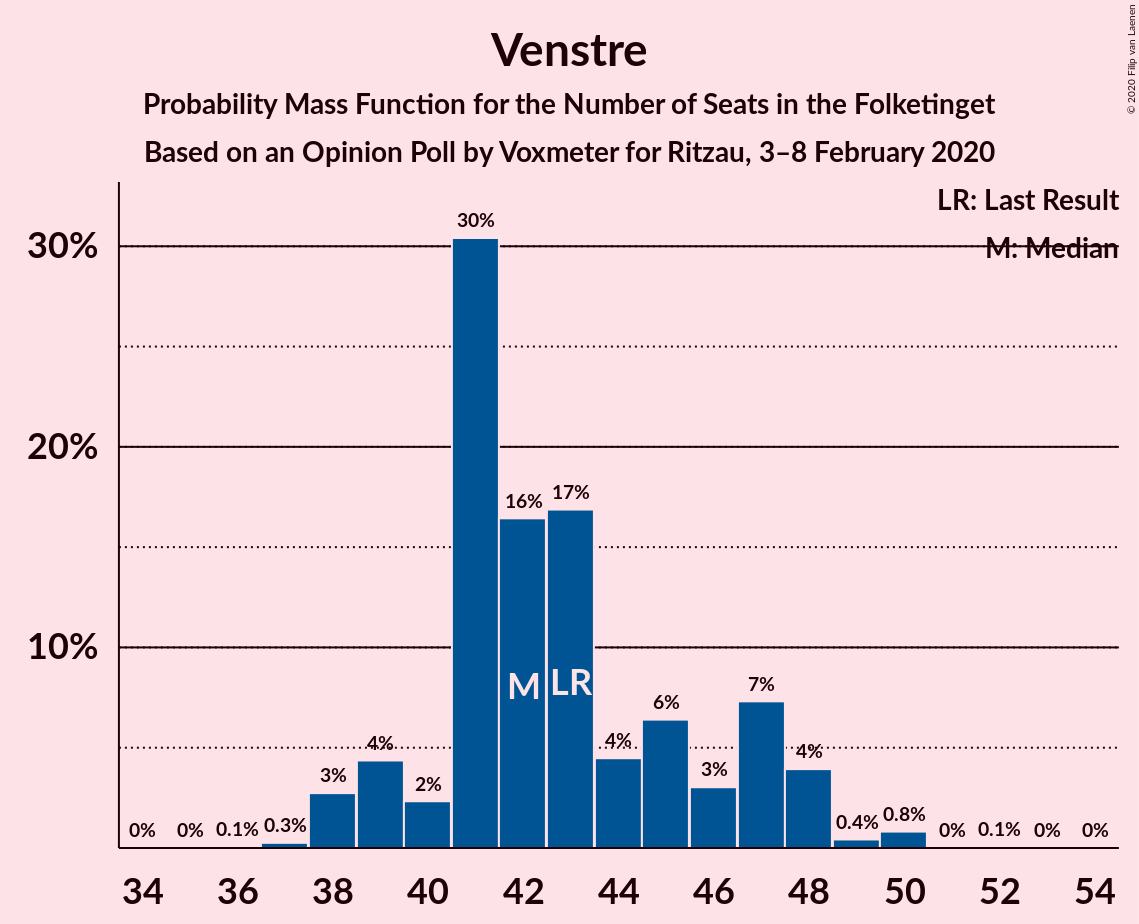 Venstre
Probability Mass Function for the Number of Seats in the Folketinget
Based on an Opinion Poll by Voxmeter for Ritzau, 3–8 February 2020
© 2020 Filip van Laenen
LR: Last Result
M: Median
30%
20%
10%
0%
0%
0.1%
0.3%
3%
4%
2%
30%
16%
17%
4%
6%
3%
7%
4%
0.4%
0.8%
0%
0.1%
0%
0%
M
LR
34 36 38 40 42 44 46 48 50 52 54